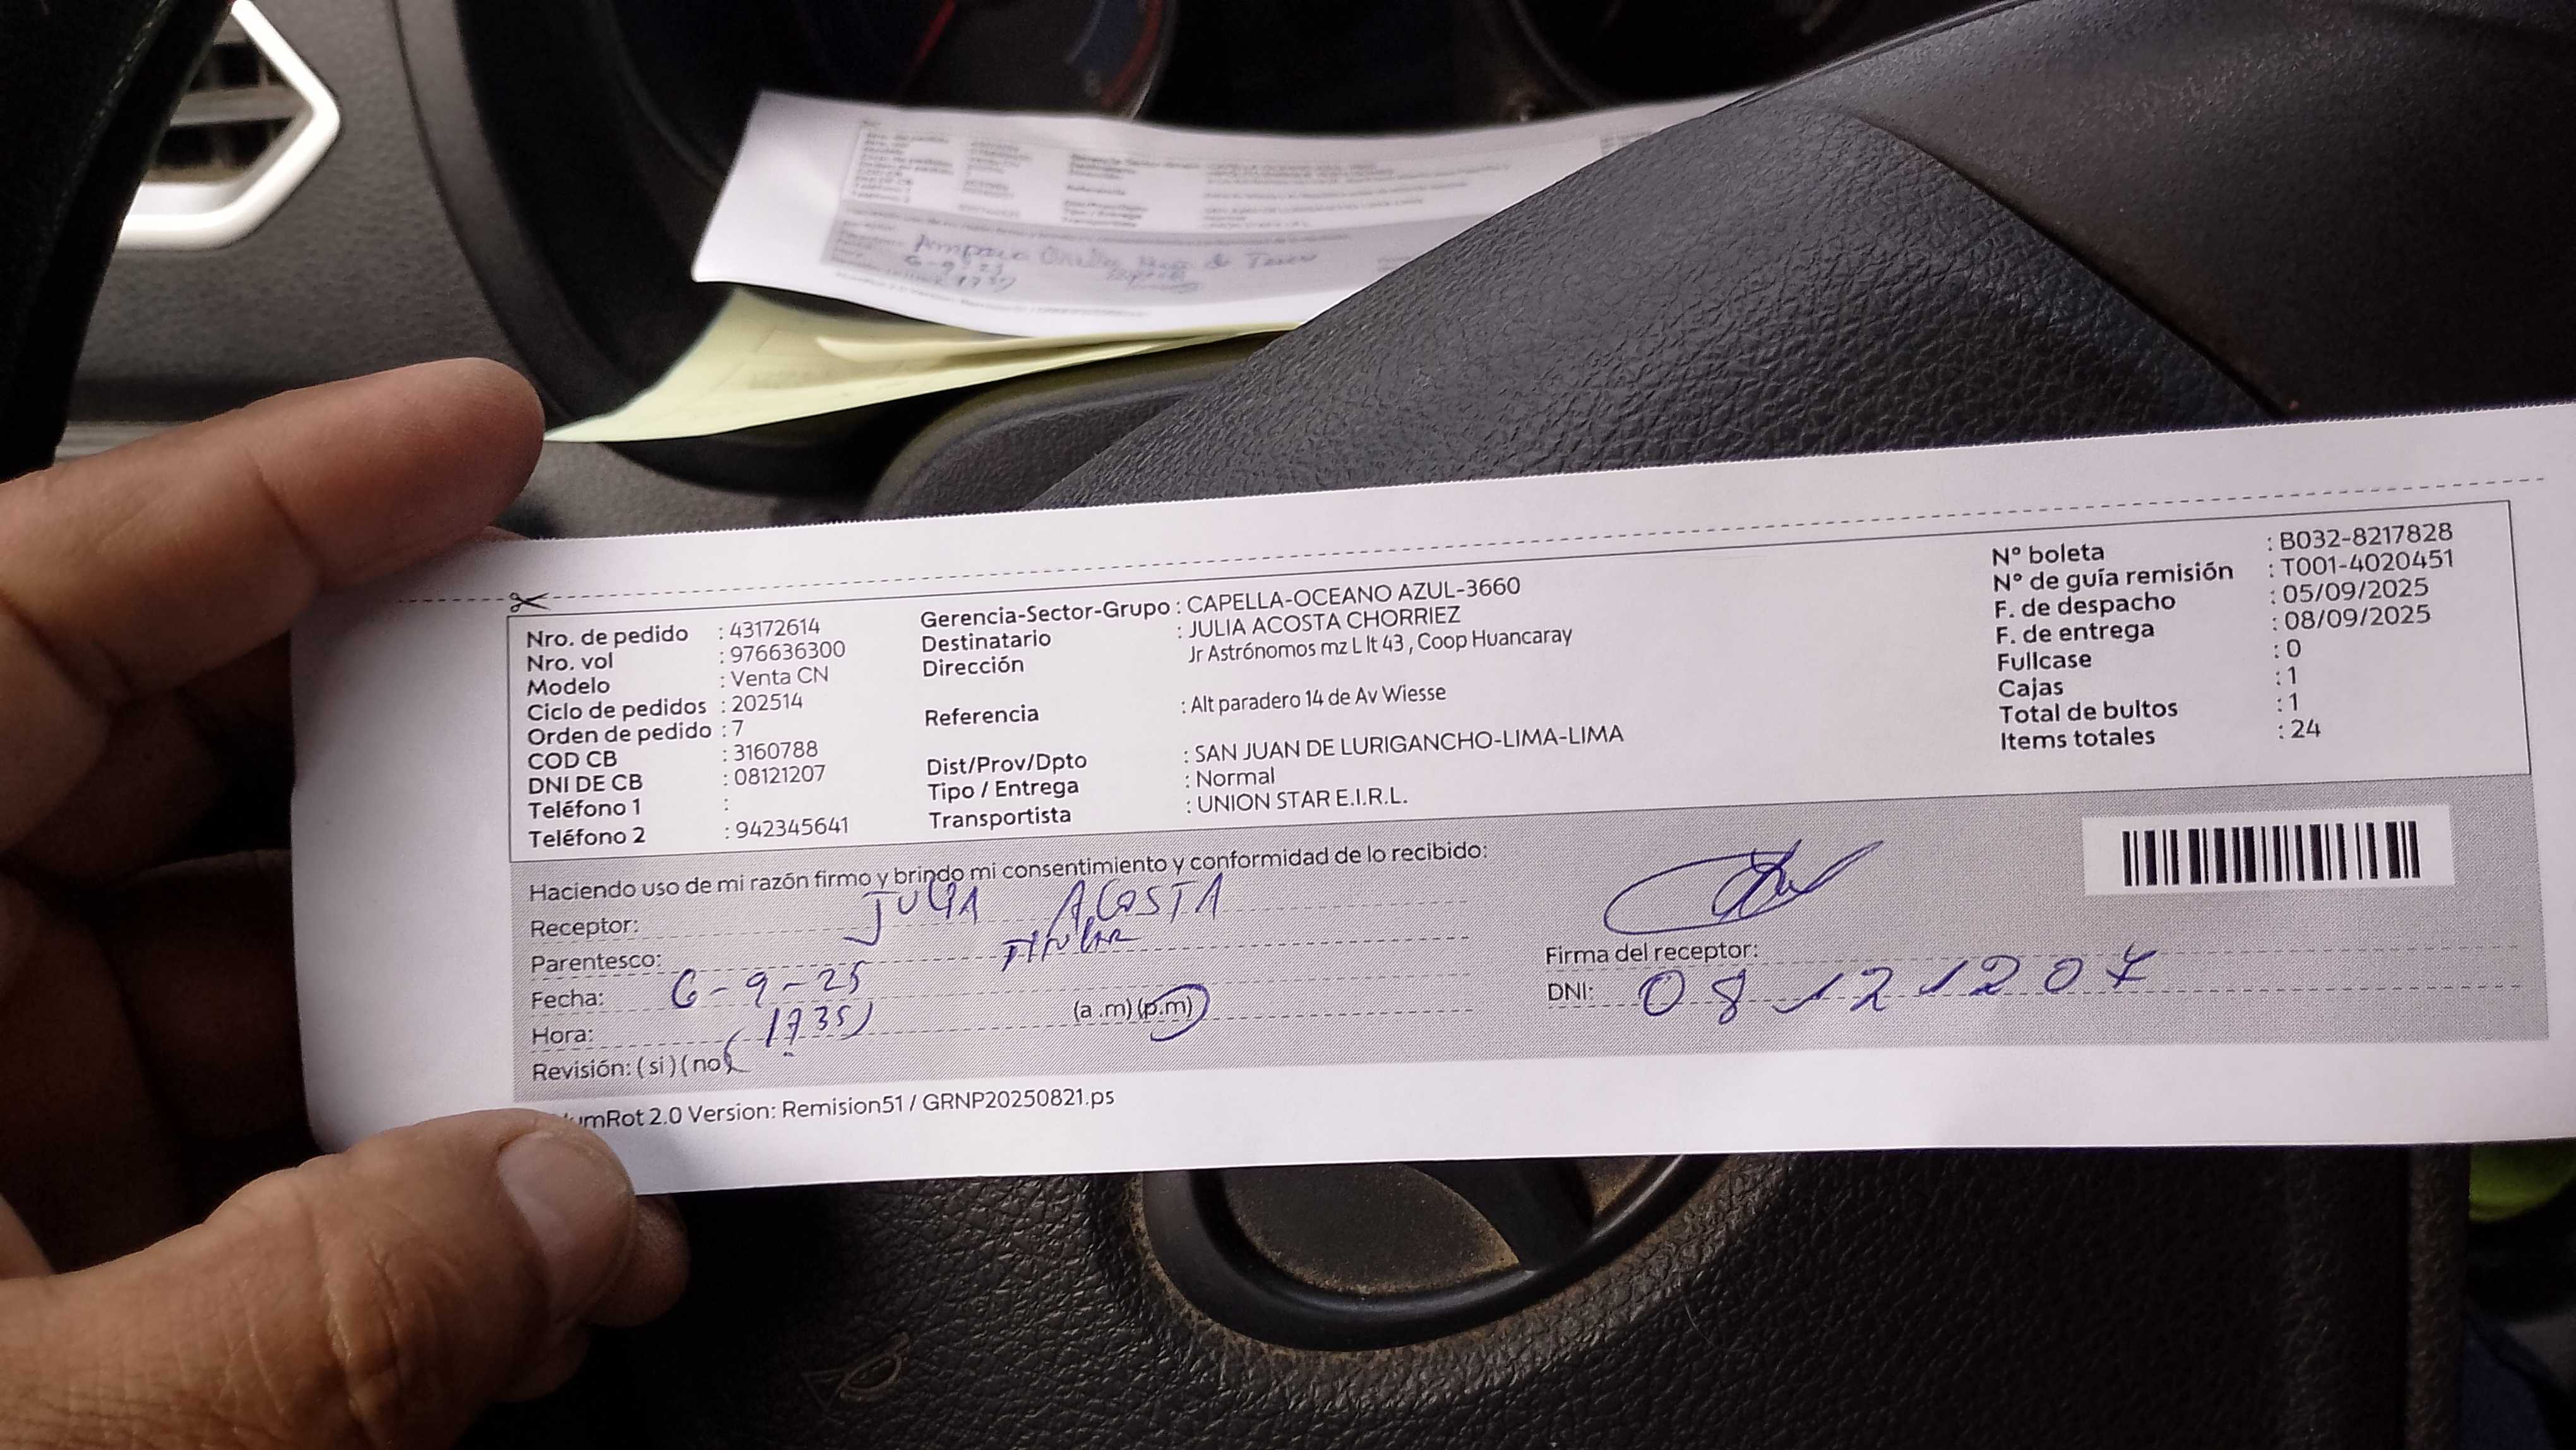 Nro. de pedido : 43172614
Nro. vol : 976636300
Modelo : Venta CN
Ciclo de pedidos : 202514
Orden de pedido : 7
COD CB : 3160788
DNI DE CB : 08121207
Teléfono 1 :
Teléfono 2 : 942345641
Gerencia-Sector-Grupo : CAPELLA-OCEANO AZUL-3660
Destinatario : JULIA ACOSTA CHORRIEZ
Dirección Jr Astrónomos mz L lt 43 , Coop Huancaray
Referencia : Alt paradero 14 de Av Wiesse
Dist/Prov/Dpto : SAN JUAN DE LURIGANCHO-LIMA-LIMA
Tipo / Entrega : Normal
Transportista : UNION STAR E.I.R.L.
N° boleta : B032-8217828
N° de guía remisión : T001-4020451
F. de despacho : 05/09/2025
F. de entrega : 08/09/2025
Fullcase : 0
Cajas : 1
Total de bultos : 1
Items totales : 24
Haciendo uso de mi razón firmo y brindo mi consentimiento y conformidad de lo recibido:
Receptor: JULIA ACOSTA
Parentesco: Titular
Fecha: 6-9-25
Hora: (1735) (a .m) (p.m)
Revisión: ( si ) ( no )
Firma del receptor:
DNI: 08121207
umRot 2.0 Version: Remision51 / GRNP20250821.ps